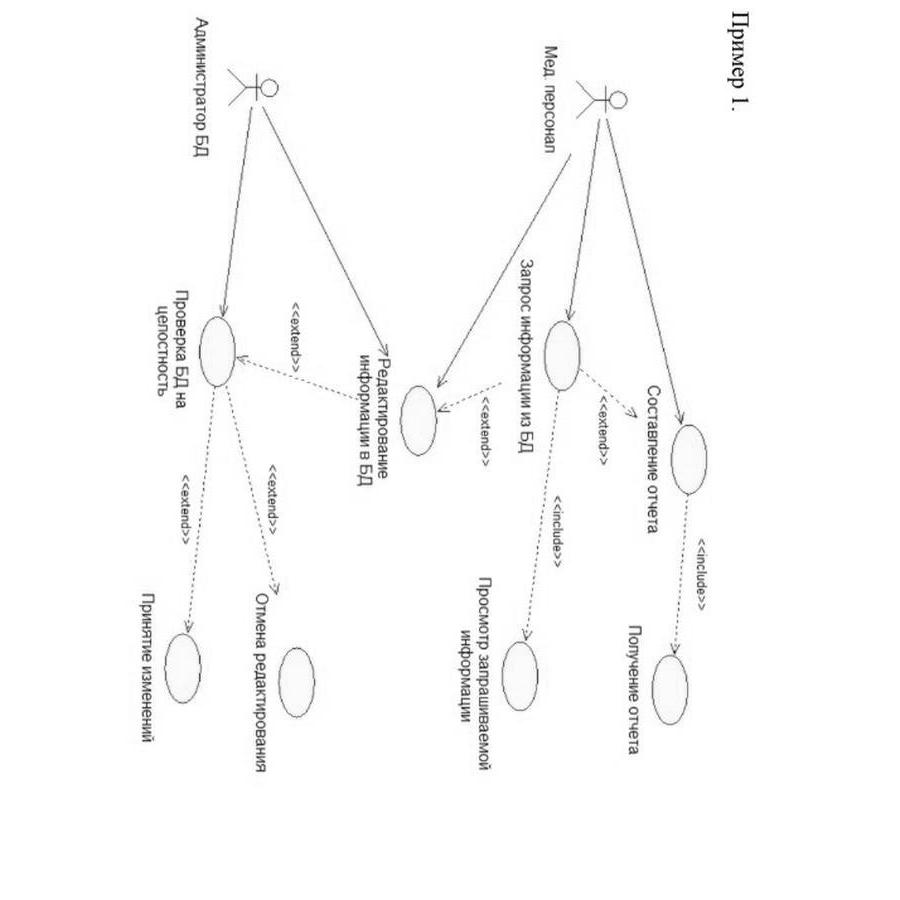 Пример 1.
<<include>>
Составление отчета
Получение отчета
<<extend>>
Мед. персонал
Запрос информации из БД
<<include>>
Просмотр запрашиваемой
информации
<<extend>>
Редактирование
информации в БД
<<extend>>
Администратор БД
Проверка БД на
целостность
<<extend>>
Отмена редактирования
<<extend>>
Принятие изменений